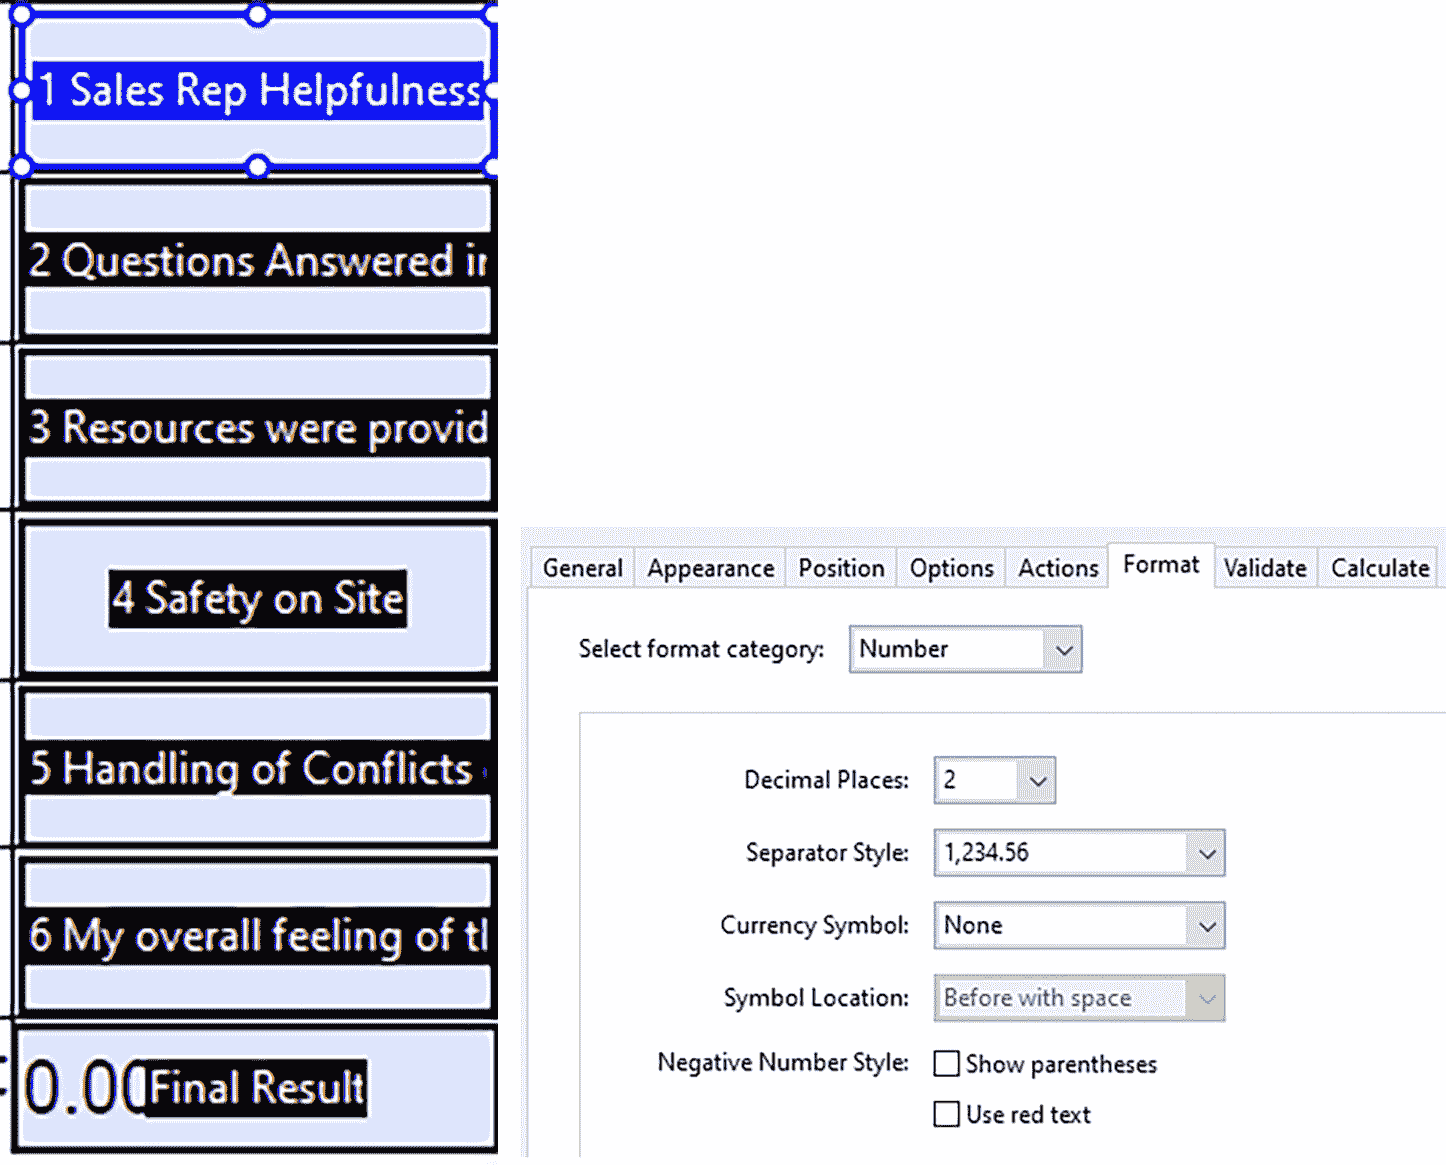 1 Sales Rep Helpfulness
2 Questions Answered
3 Resources were provid
4 Safety on Site
5 Handling of Conflicts
6 My overall feeling of
0.00 Final Result
General Appearance Position Options Actions Format Validate Calculate
Select format category: Number
Decimal Places: 2
Separator Style: 1,234.56
Currency Symbol: None
Symbol Location: Before with space
Negative Number Style: Show parentheses
Use red text